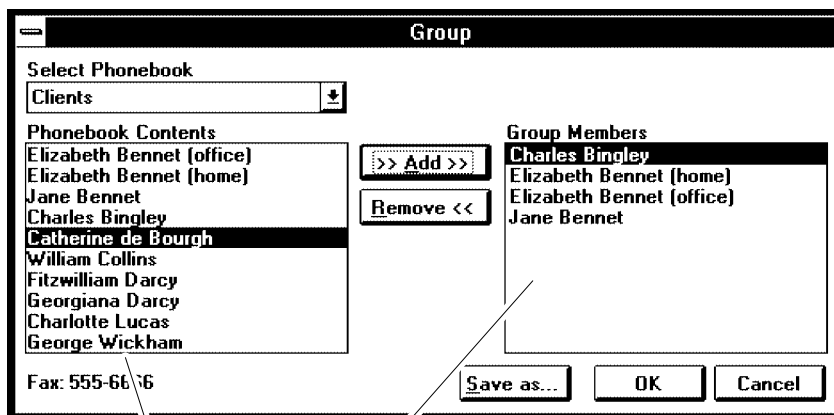 Group
Select Phonebook
Clients
Phonebook Contents
Elizabeth Bennet (office)
Elizabeth Bennet (home)
Jane Bennet
Charles Bingley
Catherine de Bourgh
William Collins
Fitzwilliam Darcy
Georgiana Darcy
Charlotte Lucas
George Wickham
>> Add >>
Remove <<
Group Members
Charles Bingley
Elizabeth Bennet (home)
Elizabeth Bennet (office)
Jane Bennet
Fax: 555-6666
Save as...
OK
Cancel